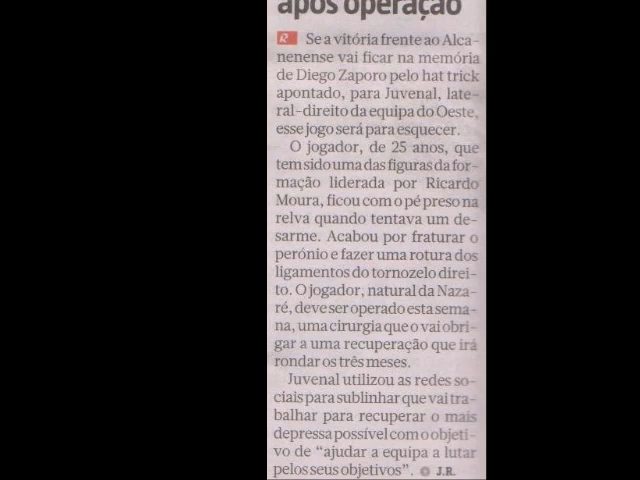 após operação
Se a vitória frente ao Alca-
nenense vai ficar na memória
de Diego Zaporo pelo hat trick
apontado, para Juvenal, late-
ral-direito da equipa do Oeste,
esse jogo será para esquecer.
O jogador, de 25 anos, que
tem sido uma das figuras da for-
mação liderada por Ricardo
Moura, ficou com o pé preso na
relva quando tentava um de-
sarme. Acabou por fraturar o
perónio e fazer uma rotura dos
ligamentos do tornozelo direi-
to. O jogador, natural da Naza-
ré, deve ser operado esta sema-
na, uma cirurgia que o vai obri-
gar a uma recuperação que irá
rondar os três meses.
Juvenal utilizou as redes so-
ciais para sublinhar que vai tra-
balhar para recuperar o mais
depressa possível com o objeti-
vo de “ajudar a equipa a lutar
pelos seus objetivos”. J.R.